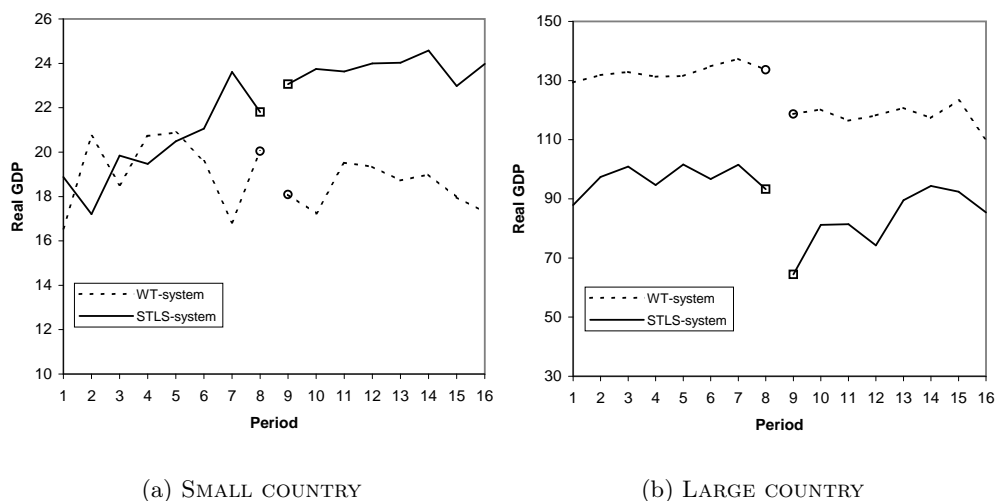 26
24
22
20
18
16
14
12
10
Real GDP
WT-system
STLS-system
1 2 3 4 5 6 7 8 9 10 11 12 13 14 15 16
Period
(a) SMALL COUNTRY
150
130
110
90
70
50
30
Real GDP
WT-system
STLS-system
1 2 3 4 5 6 7 8 9 10 11 12 13 14 15 16
Period
(b) LARGE COUNTRY